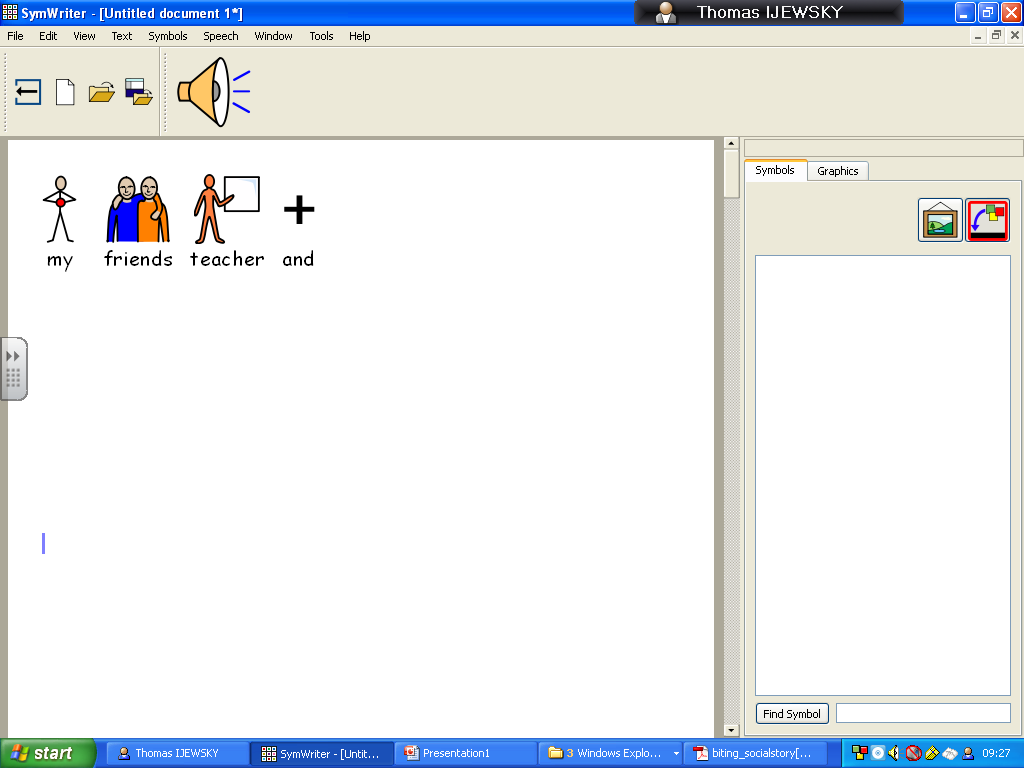 SymWriter - [Untitled document 1*]
Thomas IJEWSKY
File Edit View Text Symbols Speech Window Tools Help
Symbols Graphics
my friends teacher and
Find Symbol
start
Thomas IJEWSKY
SymWriter - [Untit...
Presentation1
3 Windows Explo...
biting_socialstory[...
09:27